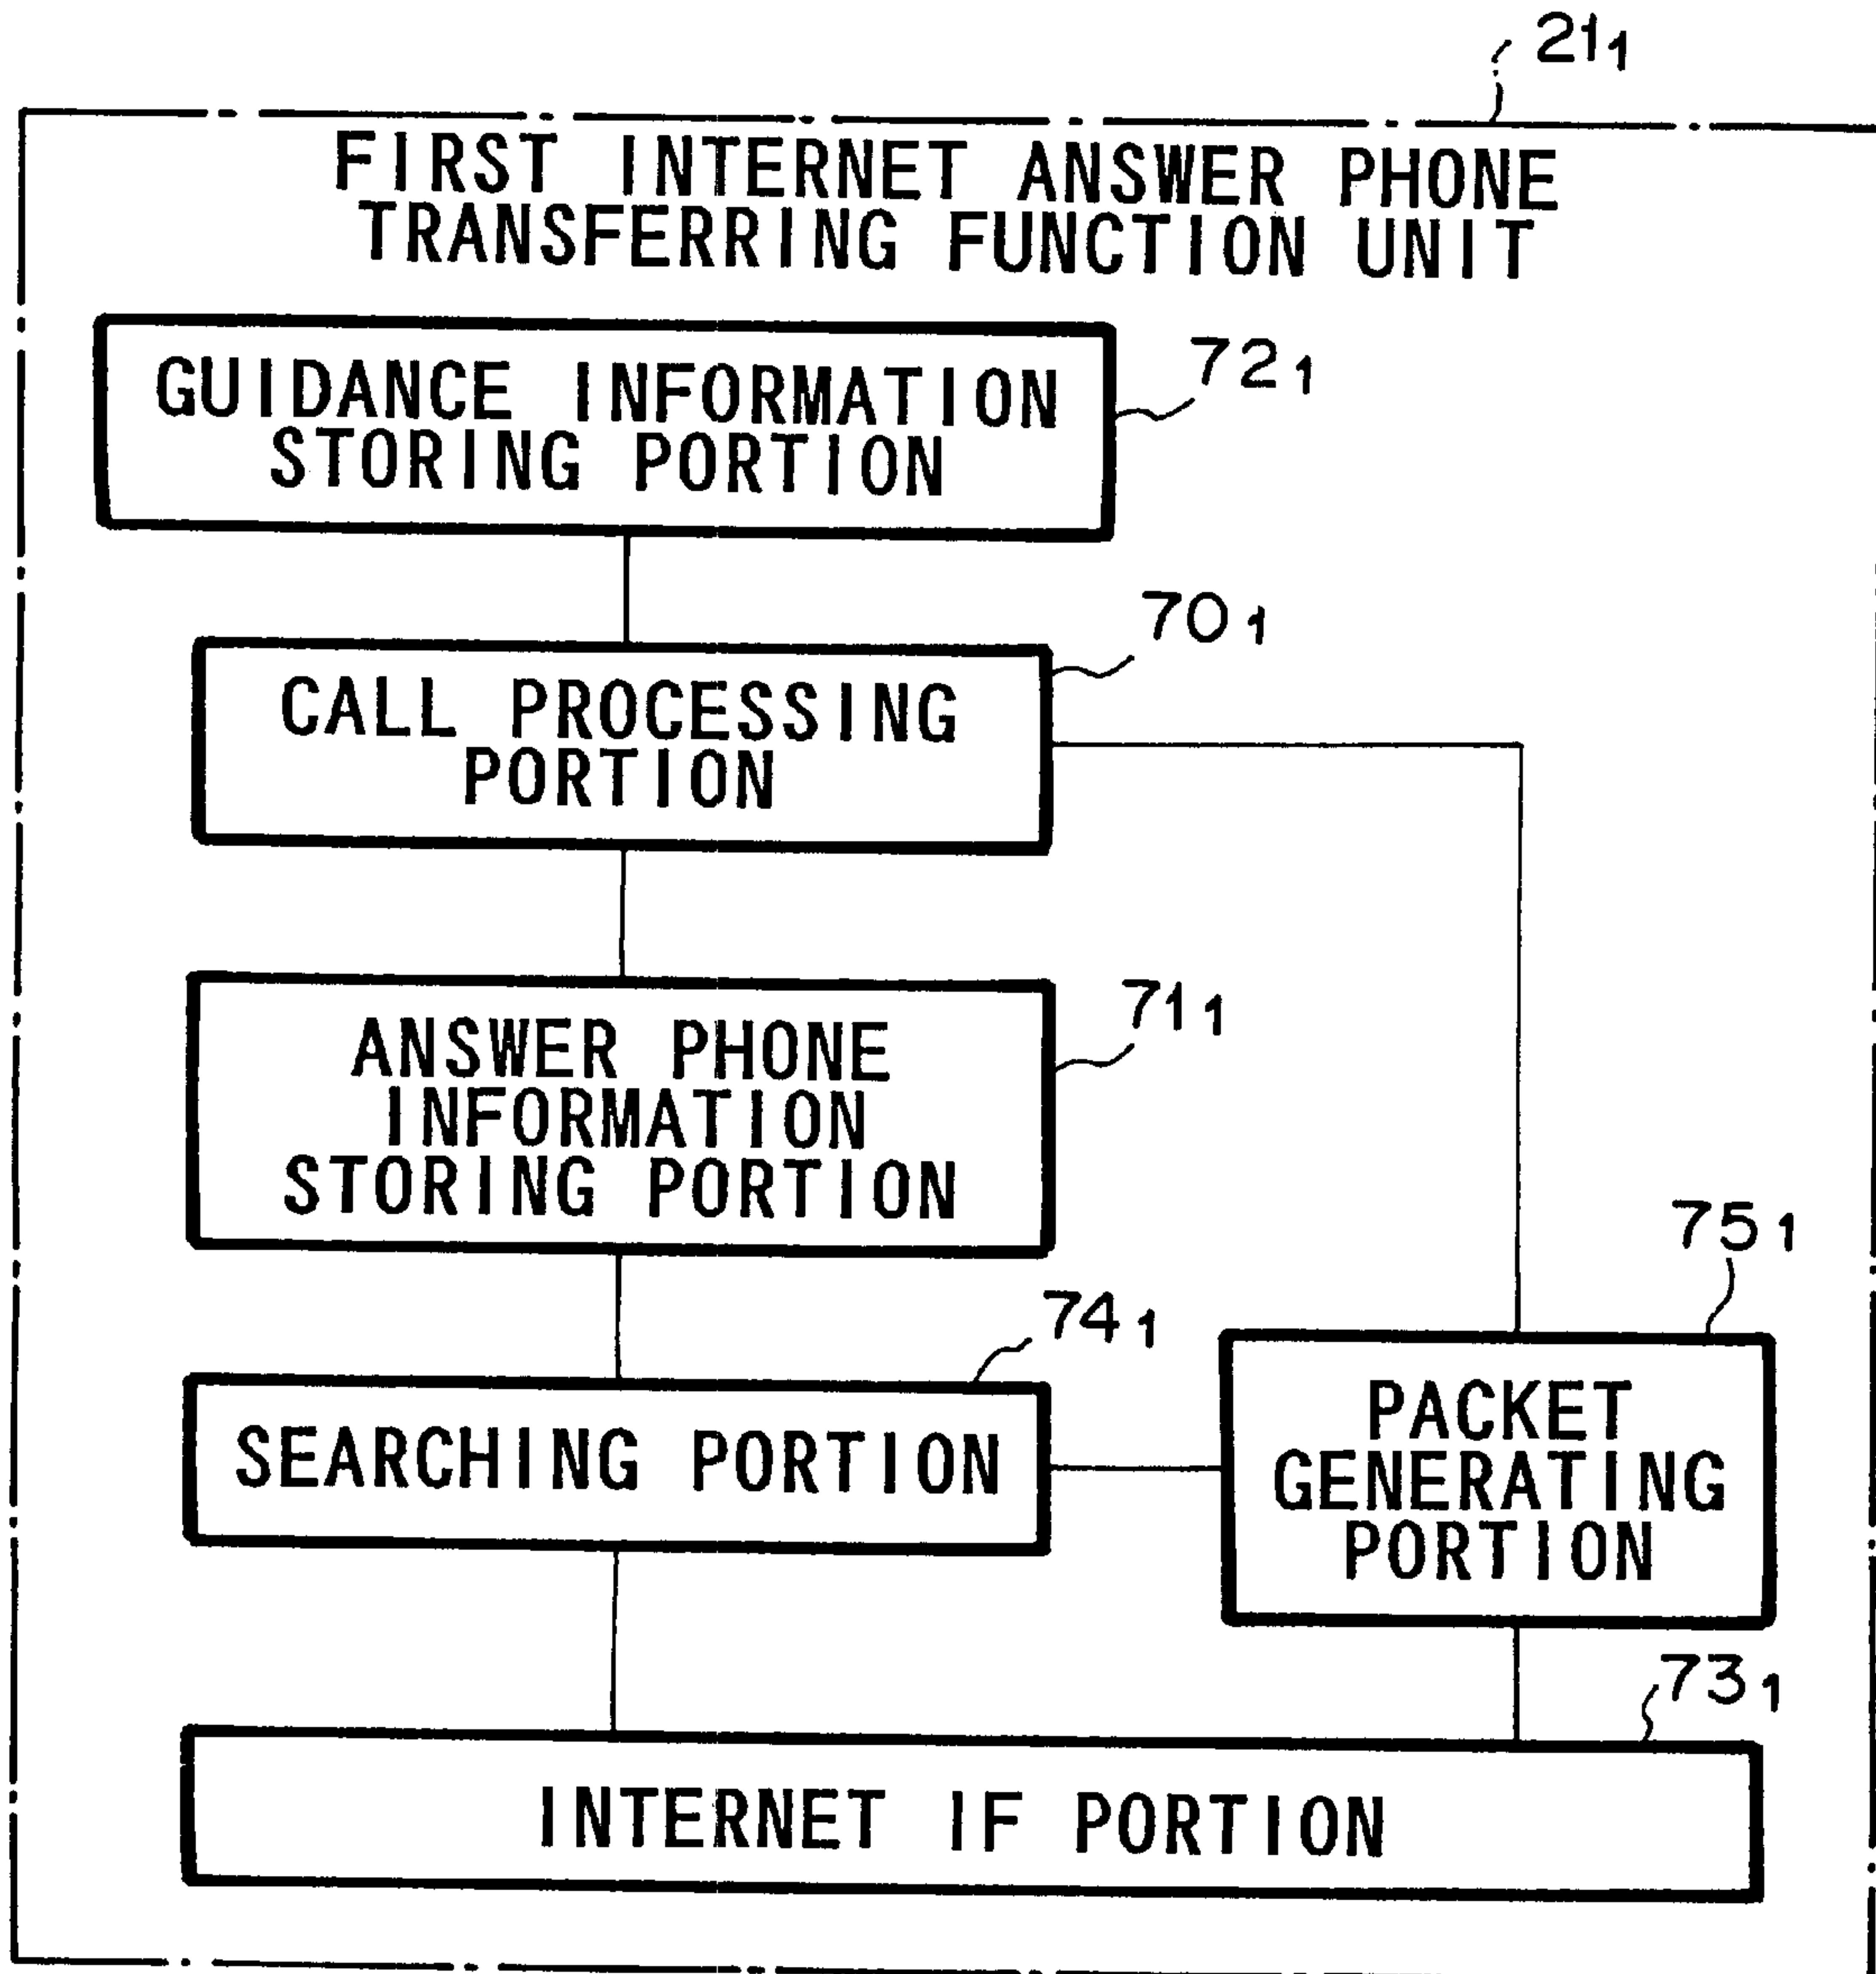 21₁
FIRST INTERNET ANSWER PHONE
TRANSFERRING FUNCTION UNIT
GUIDANCE INFORMATION
STORING PORTION
72₁
70₁
CALL PROCESSING
PORTION
71₁
ANSWER PHONE
INFORMATION
STORING PORTION
75₁
74₁
SEARCHING PORTION
PACKET
GENERATING
PORTION
73₁
INTERNET IF PORTION